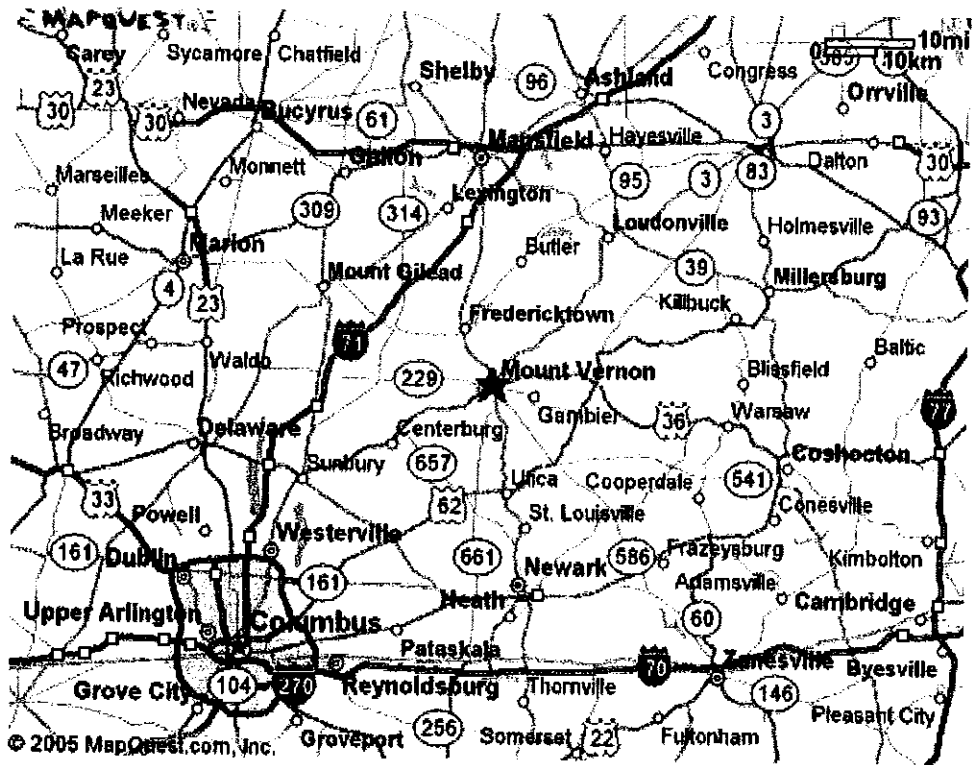 MAPQUEST
10mi
Carey Sycamore Chatfield
0 10km
Shelby 96 Ashland Congress 585
23
30 30 Nevada Bucyrus 61 3 Orrville
Mansfield Hayesville
Galion Dalton 30
Marseilles Monnett 95 3 83
309 314 Lexington 93
Meeker Loudonville
Marion Butler Holmesville
La Rue Mount Gilead 39 Millersburg
4 23 Killbuck
Prospect Fredericktown
71
47 Waldo Baltic
Richwood 229 Mount Vernon Blissfield
Gambier 36 Warsaw 77
Broadway Delaware Centerburg
Sunbury 657 Coshocton
33 62 Utica Cooperdale 541
Powell Westerville St. Louisville Conesville
161 Dublin 661 Newark 586 Frazeysburg Kimbolton
161 Adamsville
Heath Cambridge
Upper Arlington Columbus 60
Pataskala 70 Zanesville Byesville
Grove City 104 270 Reynoldsburg Thornville 146
256 Pleasant City
Groveport Somerset 22 Fultonham
© 2005 MapQuest.com, Inc.